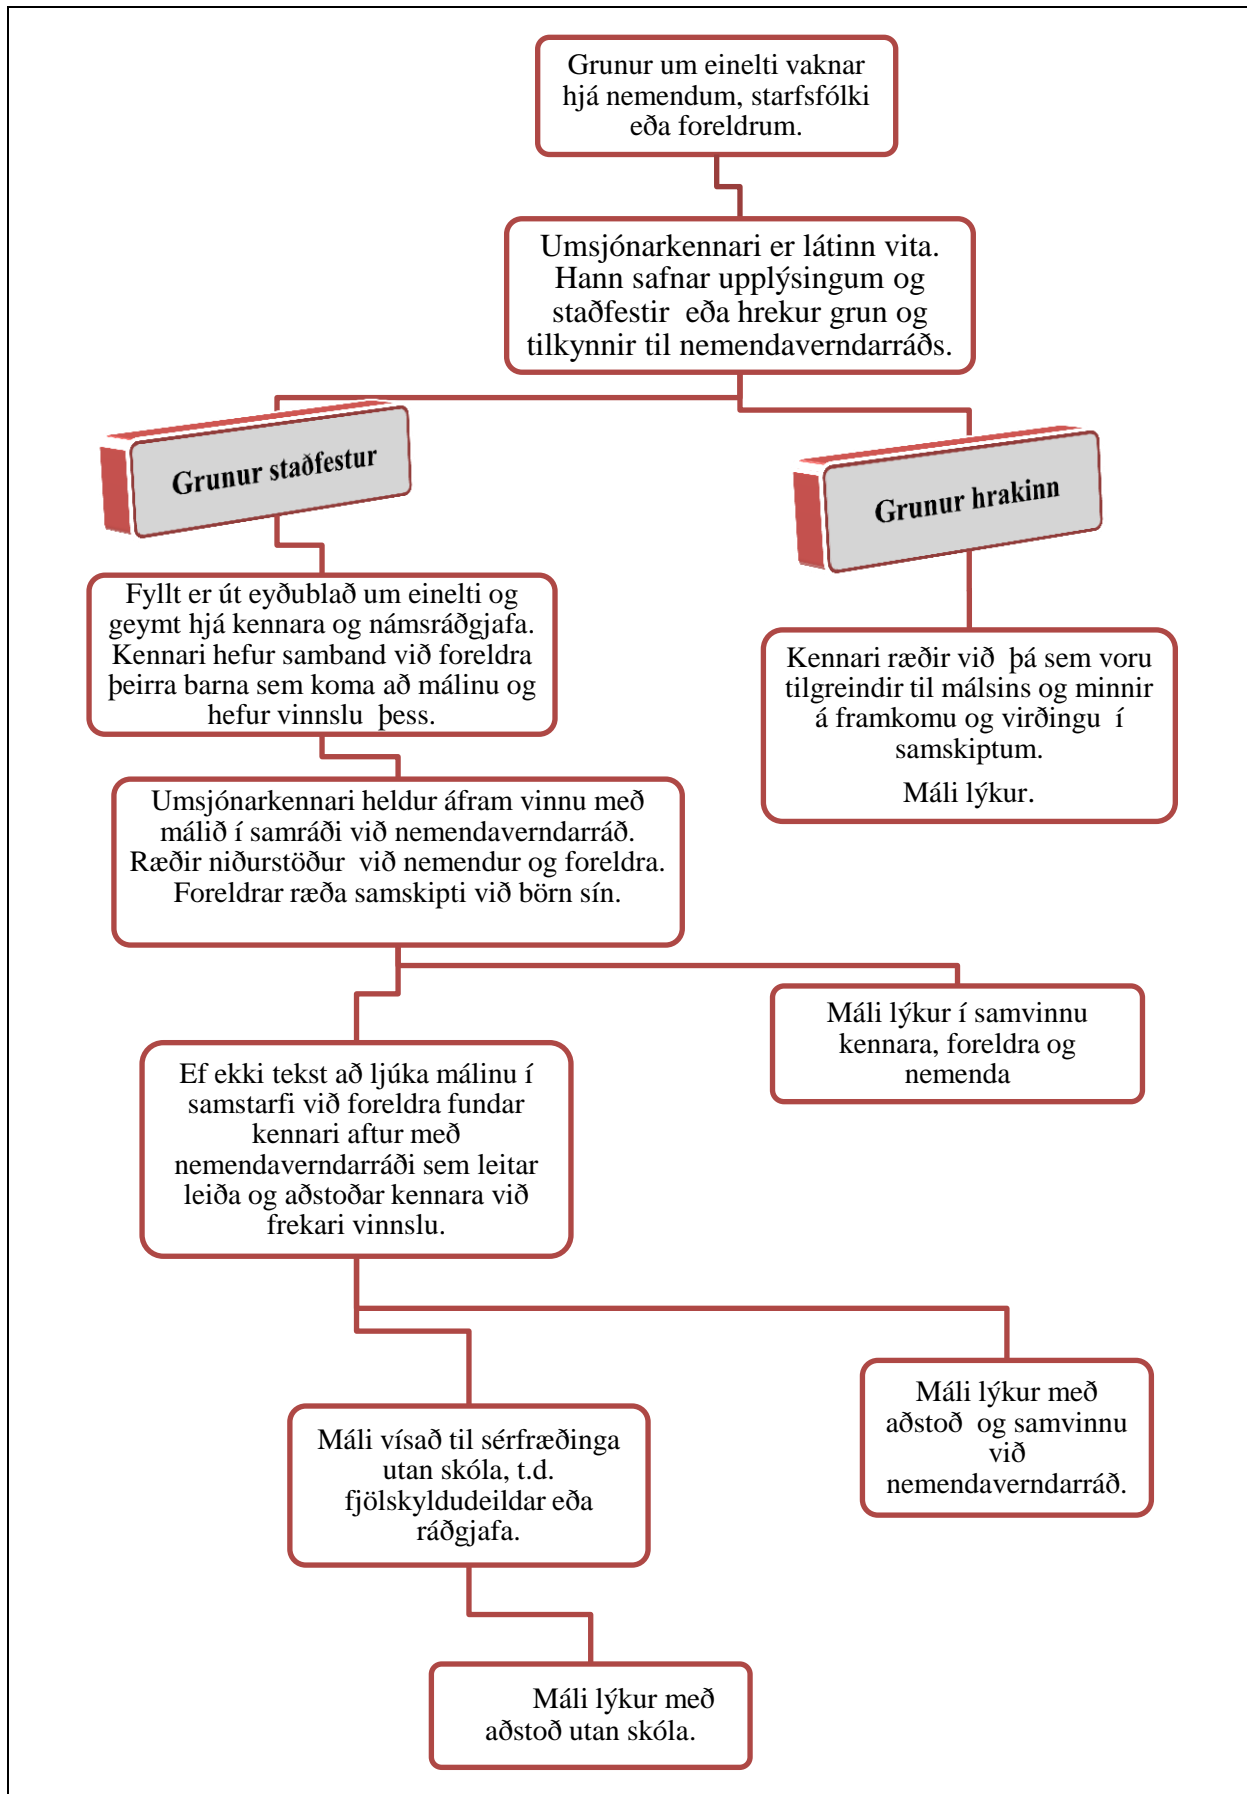 Grunur um einelti vaknar
hjá nemendum, starfsfólki
eða foreldrum.
Umsjónarkennari er látinn vita.
Hann safnar upplýsingum og
staðfestir eða hrekur grun og
tilkynnir til nemendaverndarráðs.
Grunur staðfestur
Grunur hrakinn
Fyllt er út eyðublað um einelti og
geymt hjá kennara og námsráðgjafa.
Kennari hefur samband við foreldra
þeirra barna sem koma að málinu og
hefur vinnslu þess.
Kennari ræðir við þá sem voru
tilgreindir til málsins og minnir
á framkomu og virðingu í
samskiptum.
Máli lýkur.
Umsjónarkennari heldur áfram vinnu með
málið í samráði við nemendaverndarráð.
Ræðir niðurstöður við nemendur og foreldra.
Foreldrar ræða samskipti við börn sín.
Máli lýkur í samvinnu
kennara, foreldra og
nemenda
Ef ekki tekst að ljúka málinu í
samstarfi við foreldra fundar
kennari aftur með
nemendaverndarráði sem leitar
leiða og aðstoðar kennara við
frekari vinnslu.
Máli lýkur með
aðstoð og samvinnu
við
nemendaverndarráð.
Máli vísað til sérfræðinga
utan skóla, t.d.
fjölskyldudeildar eða
ráðgjafa.
Máli lýkur með
aðstoð utan skóla.